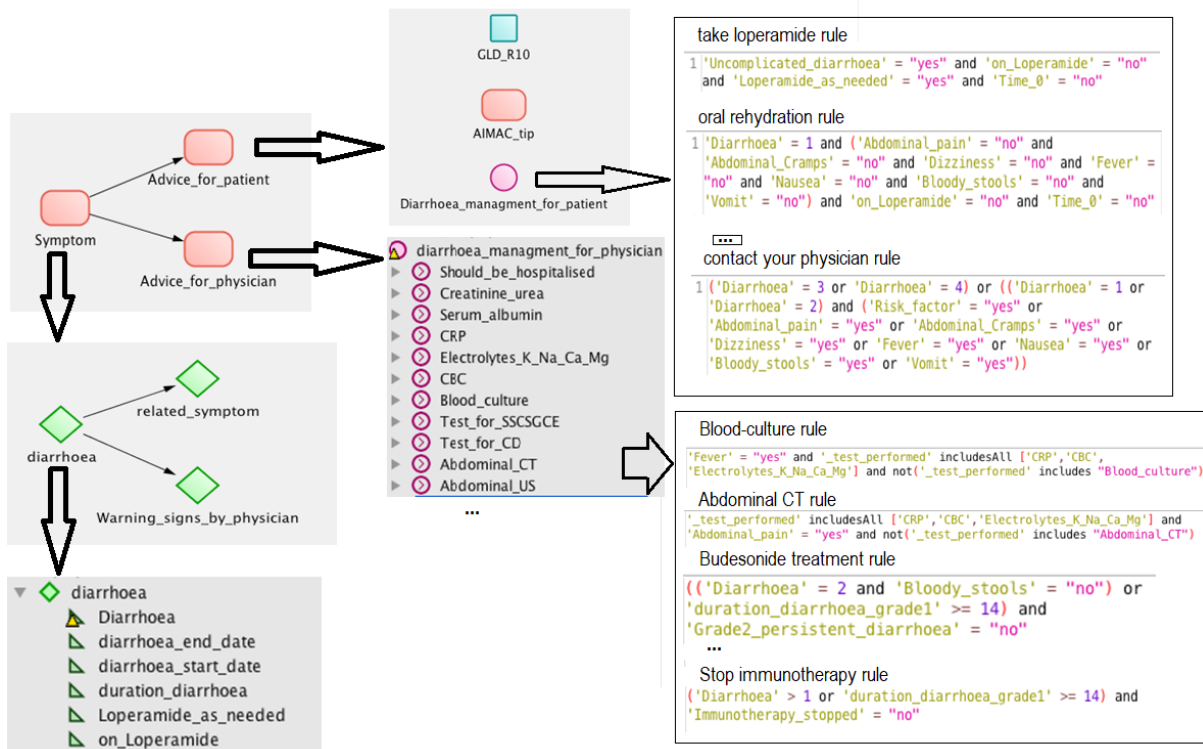 Symptom
Advice_for_patient
Advice_for_physician
diarrhoea
related_symptom
Warning_signs_by_physician
diarrhoea
Diarrhoea
diarrhoea_end_date
diarrhoea_start_date
duration_diarrhoea
Loperamide_as_needed
on_Loperamide
GLD_R10
AIMAC_tip
Diarrhoea_managment_for_patient
diarrhoea_managment_for_physician
Should_be_hospitalised
Creatinine_urea
Serum_albumin
CRP
Electrolytes_K_Na_Ca_Mg
CBC
Blood_culture
Test_for_SSCSGCE
Test_for_CD
Abdominal_CT
Abdominal_US
...
take loperamide rule
1 'Uncomplicated_diarrhoea' = "yes" and 'on_Loperamide' = "no"
and 'Loperamide_as_needed' = "yes" and 'Time_0' = "no"
oral rehydration rule
1 'Diarrhoea' = 1 and ('Abdominal_pain' = "no" and
'Abdominal_Cramps' = "no" and 'Dizziness' = "no" and 'Fever' =
"no" and 'Nausea' = "no" and 'Bloody_stools' = "no" and
'Vomit' = "no") and 'on_Loperamide' = "no" and 'Time_0' = "no"
...
contact your physician rule
1 ('Diarrhoea' = 3 or 'Diarrhoea' = 4) or (('Diarrhoea' = 1 or
'Diarrhoea' = 2) and ('Risk_factor' = "yes" or
'Abdominal_pain' = "yes" or 'Abdominal_Cramps' = "yes" or
'Dizziness' = "yes" or 'Fever' = "yes" or 'Nausea' = "yes" or
'Bloody_stools' = "yes" or 'Vomit' = "yes"))
Blood-culture rule
'Fever' = "yes" and '_test_performed' includesAll ['CRP','CBC',
'Electrolytes_K_Na_Ca_Mg'] and not('_test_performed' includes "Blood_culture")
Abdominal CT rule
'_test_performed' includesAll ['CRP','CBC','Electrolytes_K_Na_Ca_Mg'] and
'Abdominal_pain' = "yes" and not('_test_performed' includes "Abdominal_CT")
Budesonide treatment rule
(('Diarrhoea' = 2 and 'Bloody_stools' = "no") or
'duration_diarrhoea_grade1' >= 14) and
'Grade2_persistent_diarrhoea' = "no"
...
Stop immunotherapy rule
('Diarrhoea' > 1 or 'duration_diarrhoea_grade1' >= 14) and
'Immunotherapy_stopped' = "no"